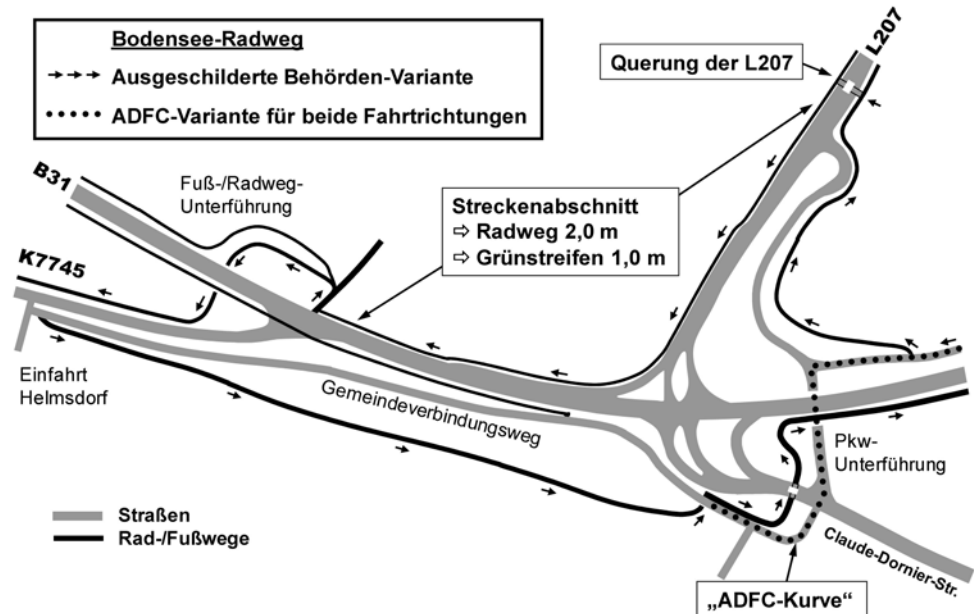 Bodensee-Radweg
Ausgeschilderte Behörden-Variante
ADFC-Variante für beide Fahrtrichtungen
L207
Querung der L207
B31
Fuß-/Radweg-
Unterführung
Streckenabschnitt
⇨ Radweg 2,0 m
⇨ Grünstreifen 1,0 m
K7745
Einfahrt
Helmsdorf
Gemeindeverbindungsweg
Pkw-
Unterführung
Straßen
Rad-/Fußwege
Claude-Dornier-Str.
„ADFC-Kurve“